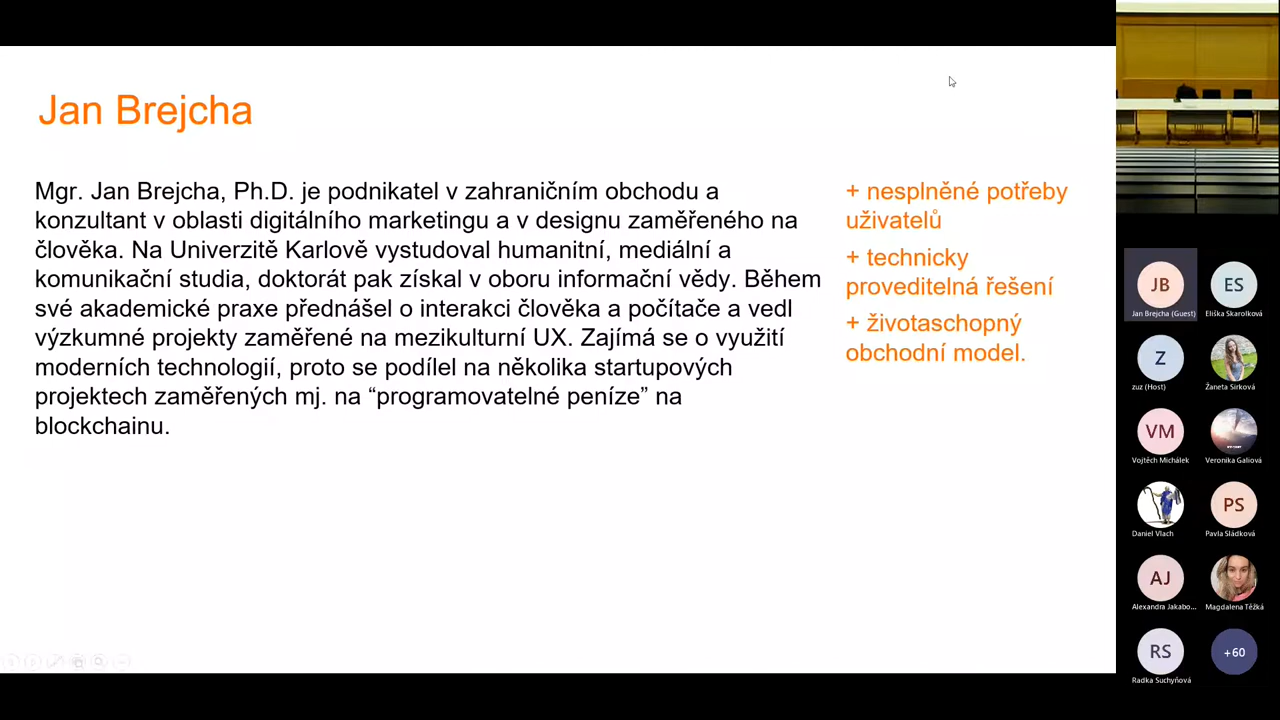 Jan Brejcha
Mgr. Jan Brejcha, Ph.D. je podnikatel v zahraničním obchodu a
konzultant v oblasti digitálního marketingu a v designu zaměřeného na
člověka. Na Univerzitě Karlově vystudoval humanitní, mediální a
komunikační studia, doktorát pak získal v oboru informační vědy. Během
své akademické praxe přednášel o interakci člověka a počítače a vedl
výzkumné projekty zaměřené na mezikulturní UX. Zajímá se o využití
moderních technologií, proto se podílel na několika startupových
projektech zaměřených mj. na “programovatelné peníze” na
blockchainu.
+ nesplněné potřeby
uživatelů
+ technicky
proveditelná řešení
+ životaschopný
obchodní model.
JB
Jan Brejcha (Guest)
ES
Eliška Skarolková
Z
zuz (Host)
Žaneta Sirková
VM
Vojtěch Michálek
Veronika Galiová
Daniel Vlach
PS
Pavla Sládková
AJ
Alexandra Jakabo...
Magdalena Těžká
RS
Radka Suchyňová
+60